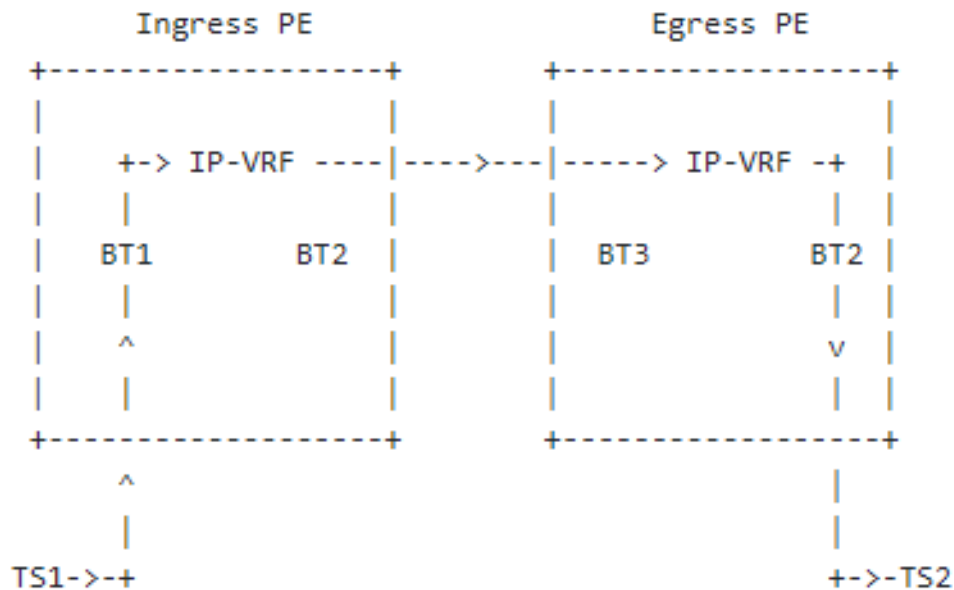 Ingress PE                   Egress PE
+-------------------+        +------------------+
|                   |        |                  |
|    +-> IP-VRF ----|---->---|-----> IP-VRF -+  |
|    |              |        |               |  |
|   BT1       BT2   |        |  BT3         BT2 |
|    |              |        |               |  |
|    ^              |        |               v  |
|    |              |        |               |  |
+-------------------+        +------------------+
     ^                                       |
     |                                       |
TS1->-+                                      +->-TS2